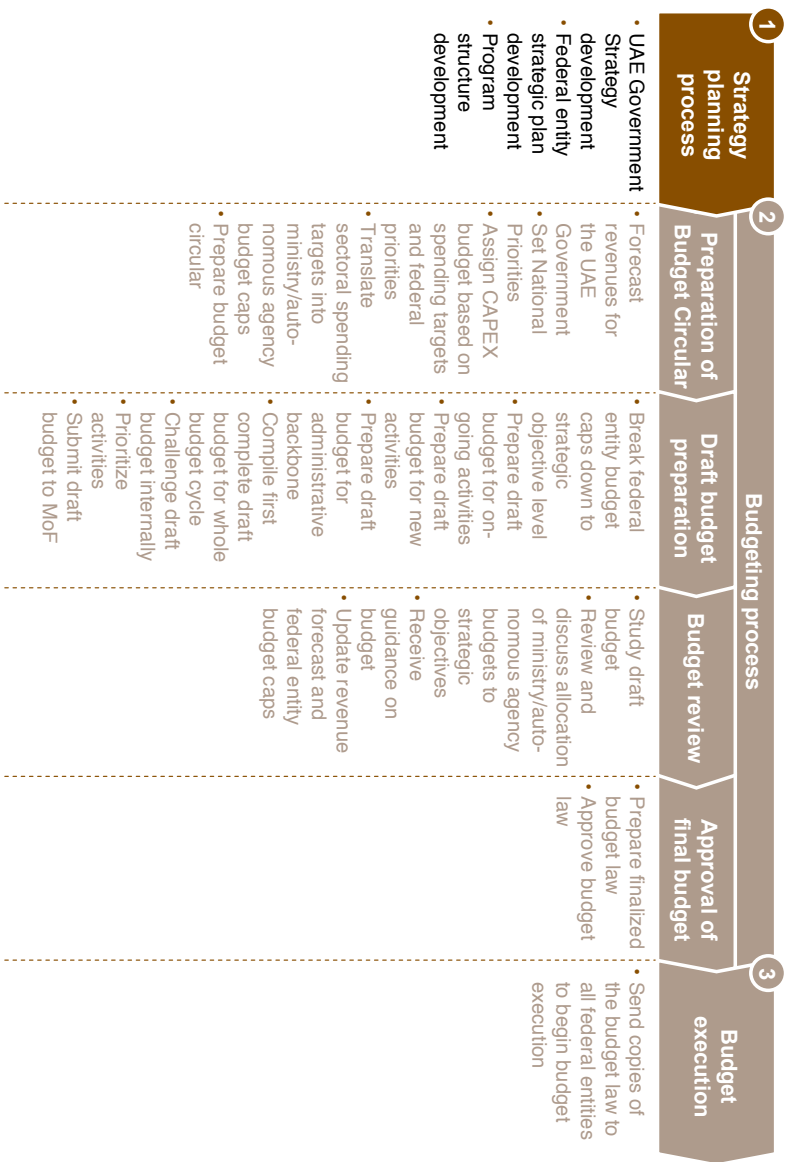 1
Strategy
planning
process
• UAE Government
Strategy
development
• Federal entity
strategic plan
development
• Program
structure
development
2
Budgeting process
Preparation of
Budget Circular
• Forecast
revenues for
the UAE
Government
• Set National
Priorities
• Assign CAPEX
budget based on
spending targets
and federal
priorities
• Translate
sectoral spending
targets into
ministry/auto-
nomous agency
budget caps
• Prepare budget
circular
Draft budget
preparation
• Break federal
entity budget
caps down to
strategic
objective level
• Prepare draft
budget for on-
going activities
• Prepare draft
budget for new
activities
• Prepare draft
budget for
administrative
backbone
• Compile first
complete draft
budget for whole
budget cycle
• Challenge draft
budget internally
• Prioritize
activities
• Submit draft
budget to MoF
Budget review
• Study draft
budget
• Review and
discuss allocation
of ministry/auto-
nomous agency
budgets to
strategic
objectives
• Receive
guidance on
budget
• Update revenue
forecast and
federal entity
budget caps
Approval of
final budget
• Prepare finalized
budget law
• Approve budget
law
3
Budget
execution
• Send copies of
the budget law to
all federal entities
to begin budget
execution